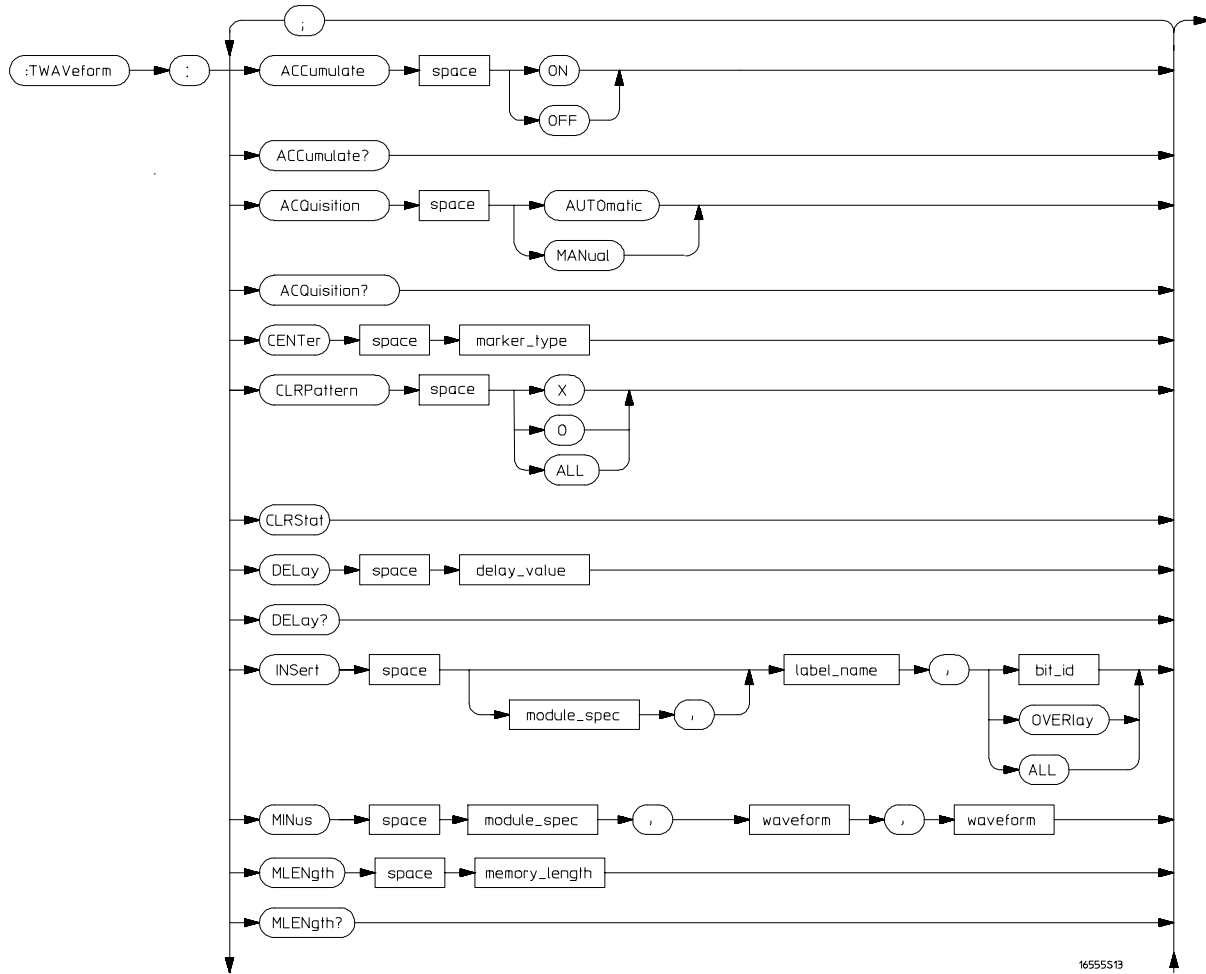 ;
:TWAVeform : ACCumulate space ON
OFF
ACCumulate?
ACQuisition space AUTOmatic
MANual
ACQuisition?
CENTer space marker_type
CLRPattern space X
O
ALL
CLRStat
DELay space delay_value
DELay?
INSert space label_name , bit_id
module_spec , OVERlay
ALL
MINus space module_spec , waveform , waveform
MLENgth space memory_length
MLENgth?
16555S13